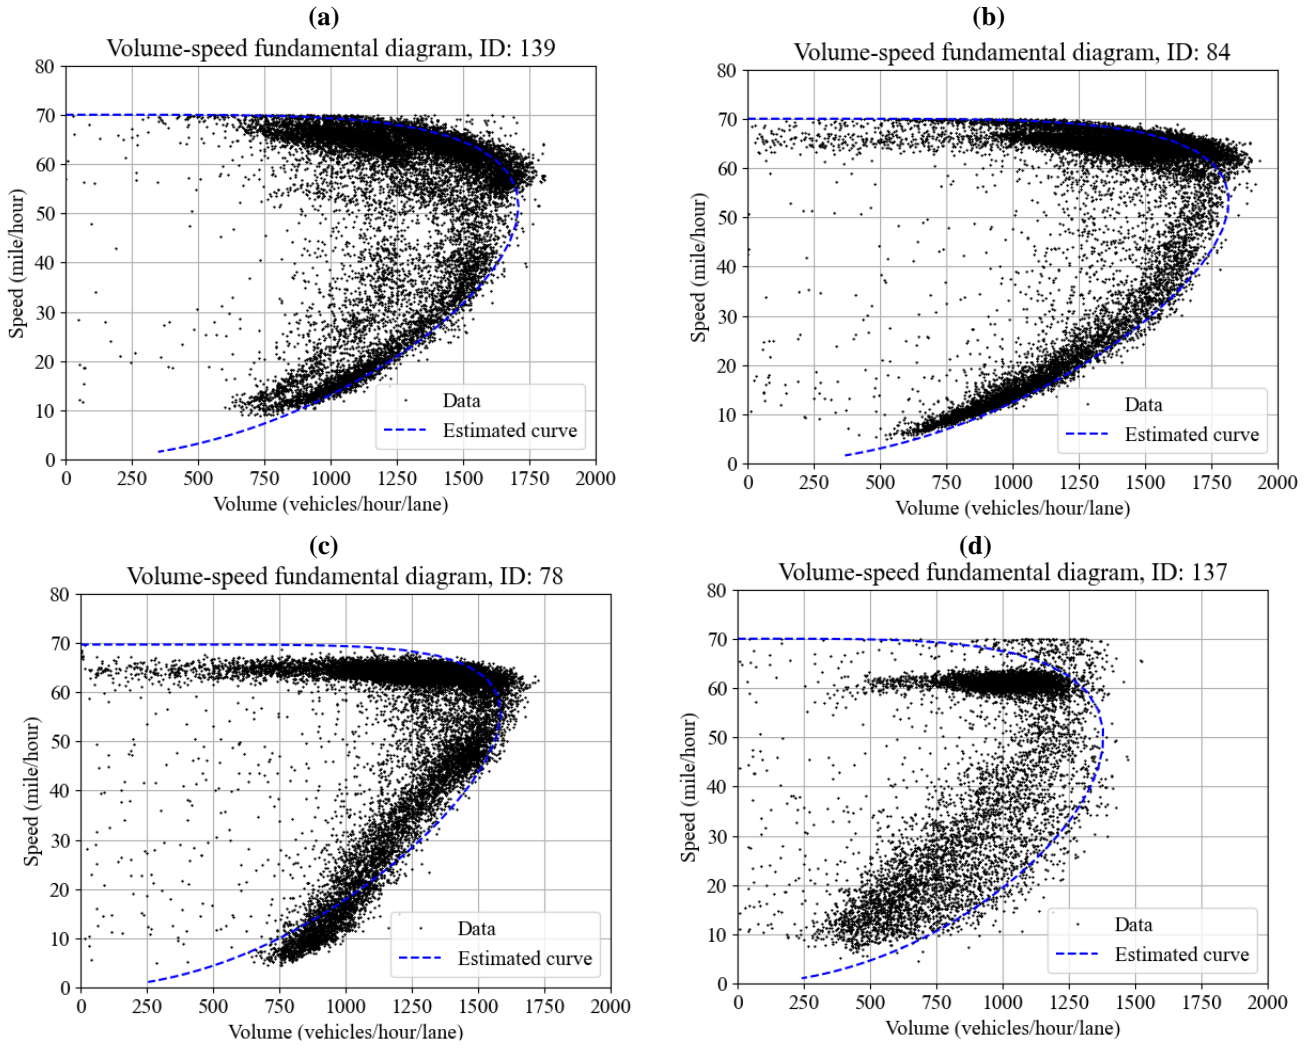 (a)
Volume-speed fundamental diagram, ID: 139
80
70
60
50
40
30
20
10
0
Speed (mile/hour)
Data
Estimated curve
0 250 500 750 1000 1250 1500 1750 2000
Volume (vehicles/hour/lane)
(b)
Volume-speed fundamental diagram, ID: 84
80
70
60
50
40
30
20
10
0
Speed (mile/hour)
Data
Estimated curve
0 250 500 750 1000 1250 1500 1750 2000
Volume (vehicles/hour/lane)
(c)
Volume-speed fundamental diagram, ID: 78
80
70
60
50
40
30
20
10
0
Speed (mile/hour)
Data
Estimated curve
0 250 500 750 1000 1250 1500 1750 2000
Volume (vehicles/hour/lane)
(d)
Volume-speed fundamental diagram, ID: 137
80
70
60
50
40
30
20
10
0
Speed (mile/hour)
Data
Estimated curve
0 250 500 750 1000 1250 1500 1750 2000
Volume (vehicles/hour/lane)